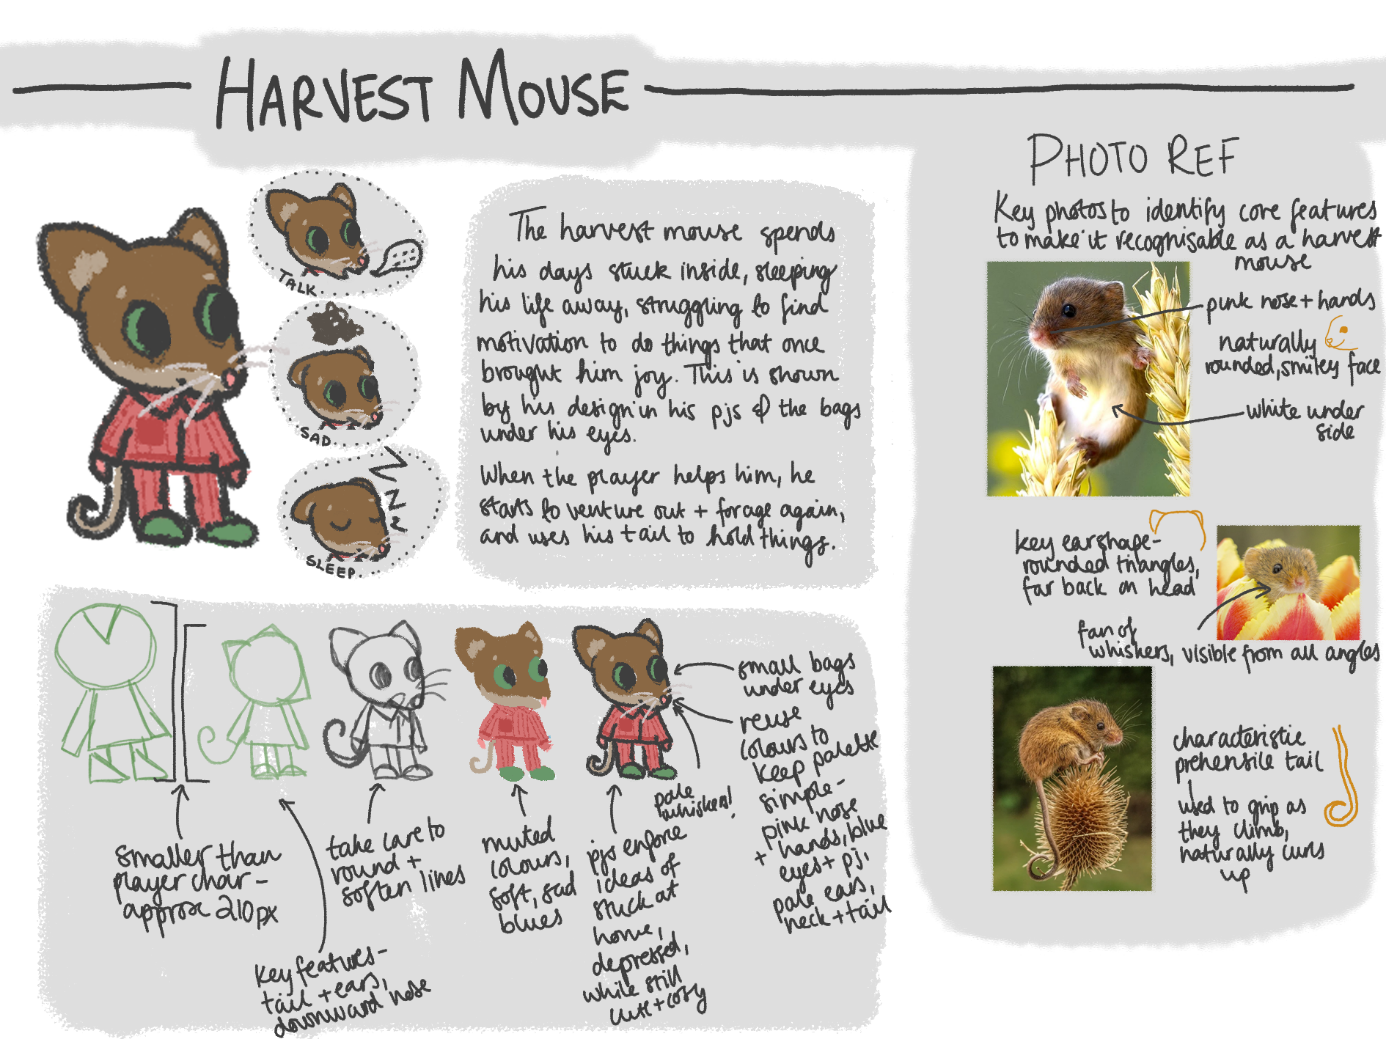 HARVEST MOUSE
TALK
SAD
SLEEP
The harvest mouse spends
his days stuck inside, sleeping
his life away, struggling to find
motivation to do things that once
brought him joy. This is shown
by his design in his pjs & the bags
under his eyes.
When the player helps him, he
starts to venture out + forage again,
and uses his tail to hold things.
smaller than
player char-
approx 210px
Key features-
tail + ears,
downward nose
take care to
round +
soften lines
muted
colours,
soft, sad
blues
pjs enforce
ideas of
stuck at
home,
depressed,
while still
cute + cosy
pale
whiskers!
small bags
under eyes
reuse
colours to
keep palette
simple-
pink nose
+ hands, blue
eyes + pj,
pale ears,
neck + tail
PHOTO REF
Key photos to identify core features
to make it recognisable as a harvest
mouse
pink nose + hands
naturally
rounded, smiley face
white under
side
key ear shape-
rounded triangles,
far back on head
fan of
whiskers, visible from all angles
characteristic
prehensile tail
used to grip as
they climb,
naturally curls
up